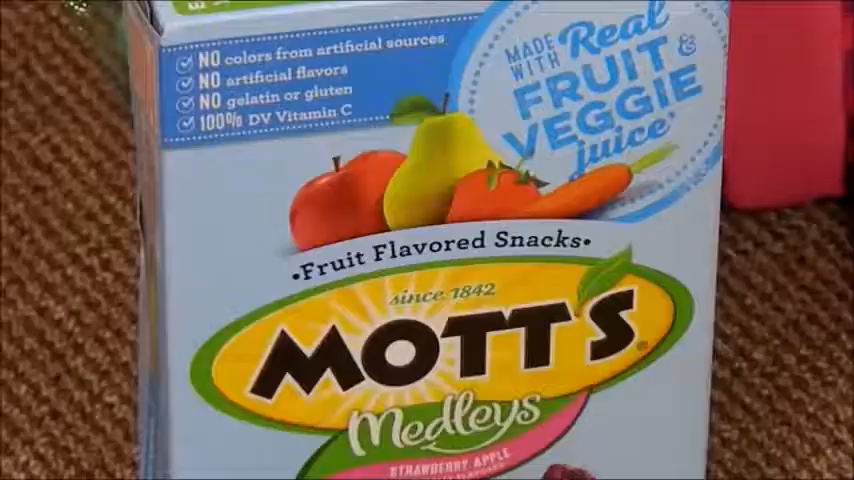 NO colors from artificial sources
NO artificial flavors
NO gelatin or gluten
100% DV Vitamin C
MADE WITH Real
FRUIT &
VEGGIE
juice
•Fruit Flavored Snacks•
since 1842
MOTT'S®
Medleys
STRAWBERRY, APPLE